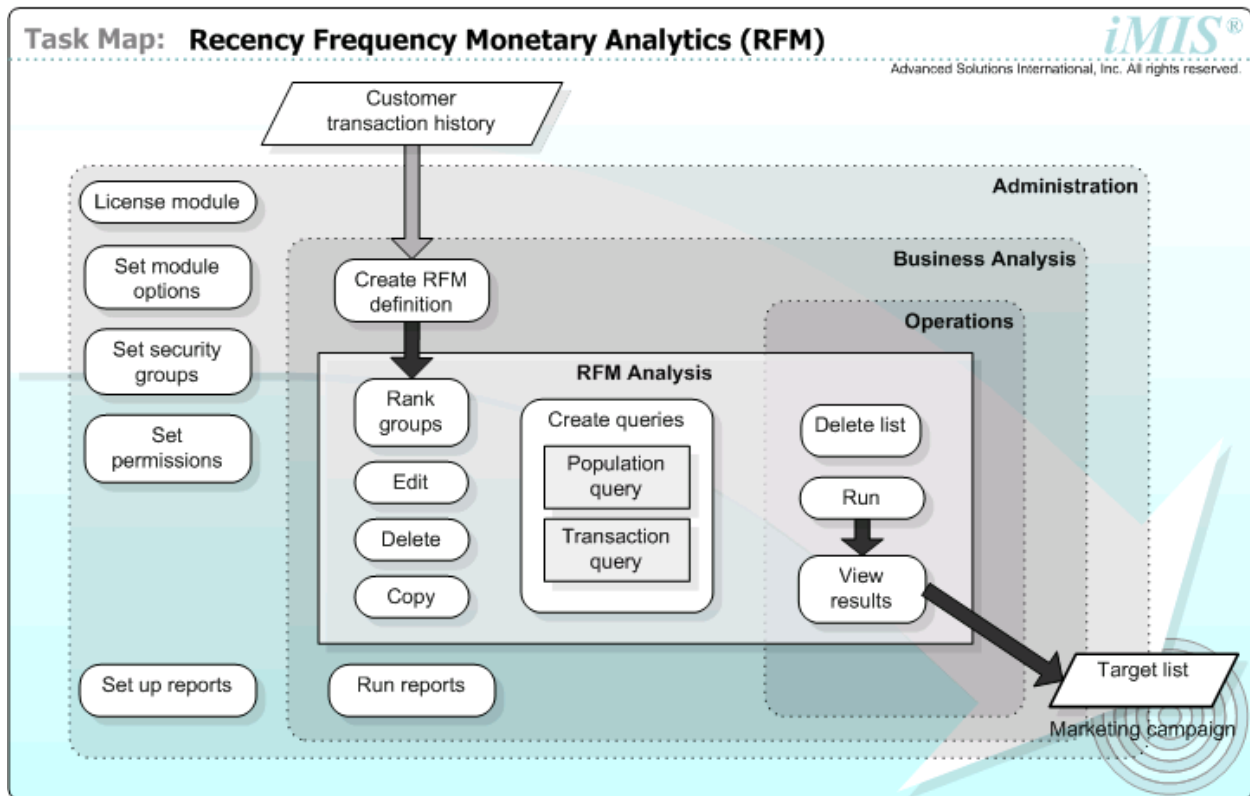 Task Map: Recency Frequency Monetary Analytics (RFM)
iMIS®
Advanced Solutions International, Inc. All rights reserved.
Customer
transaction history
Administration
License module
Set module
options
Set security
groups
Set
permissions
Set up reports
Business Analysis
Create RFM
definition
Operations
RFM Analysis
Rank
groups
Edit
Delete
Copy
Create queries
Population
query
Transaction
query
Delete list
Run
View
results
Run reports
Target list
Marketing campaign